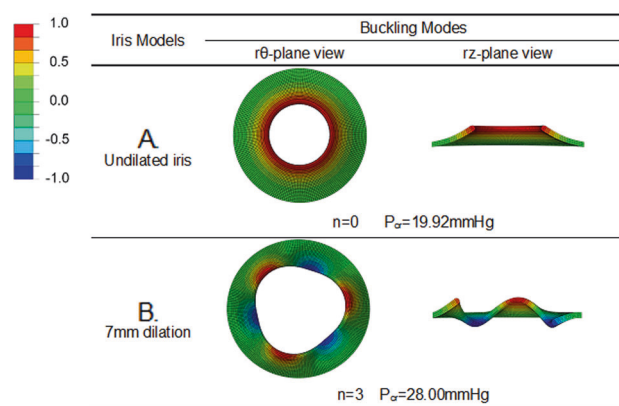 Buckling Modes
Iris Models
rθ-plane view
rz-plane view
1.0
0.5
0.0
-0.5
-1.0
A.
Undilated iris
n=0 Pcr=19.92mmHg
B.
7mm dilation
n=3 Pcr=28.00mmHg